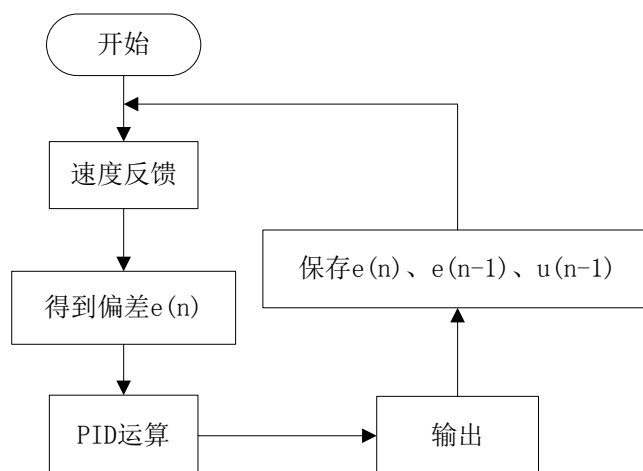 开始
速度反馈
得到偏差e(n)
PID运算
输出
保存e(n)、e(n-1)、u(n-1)